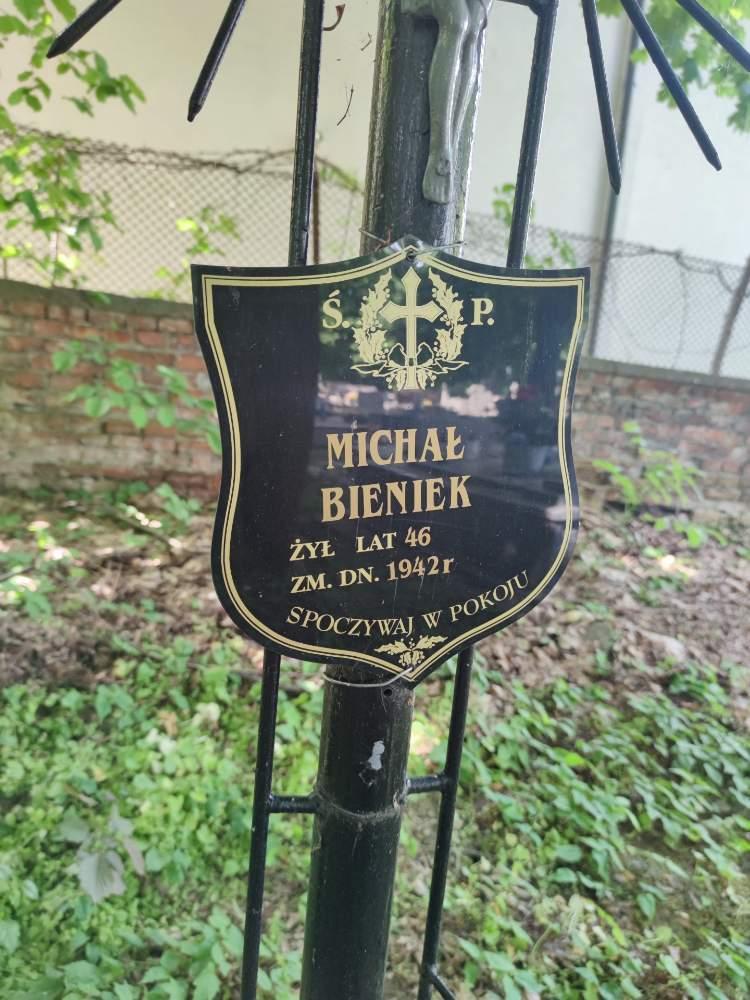 Ś. P.
MICHAŁ
BIENIEK
ŻYŁ LAT 46
ZM. DN. 1942r
SPOCZYWAJ W POKOJU